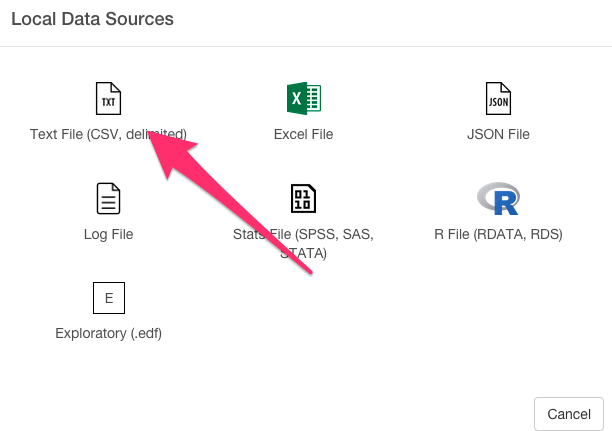 Local Data Sources
TXT
X
JSON
Text File (CSV, delimited)
Excel File
JSON File
01
10
R
Log File
Stats File (SPSS, SAS,
STATA)
R File (RDATA, RDS)
E
Exploratory (.edf)
Cancel